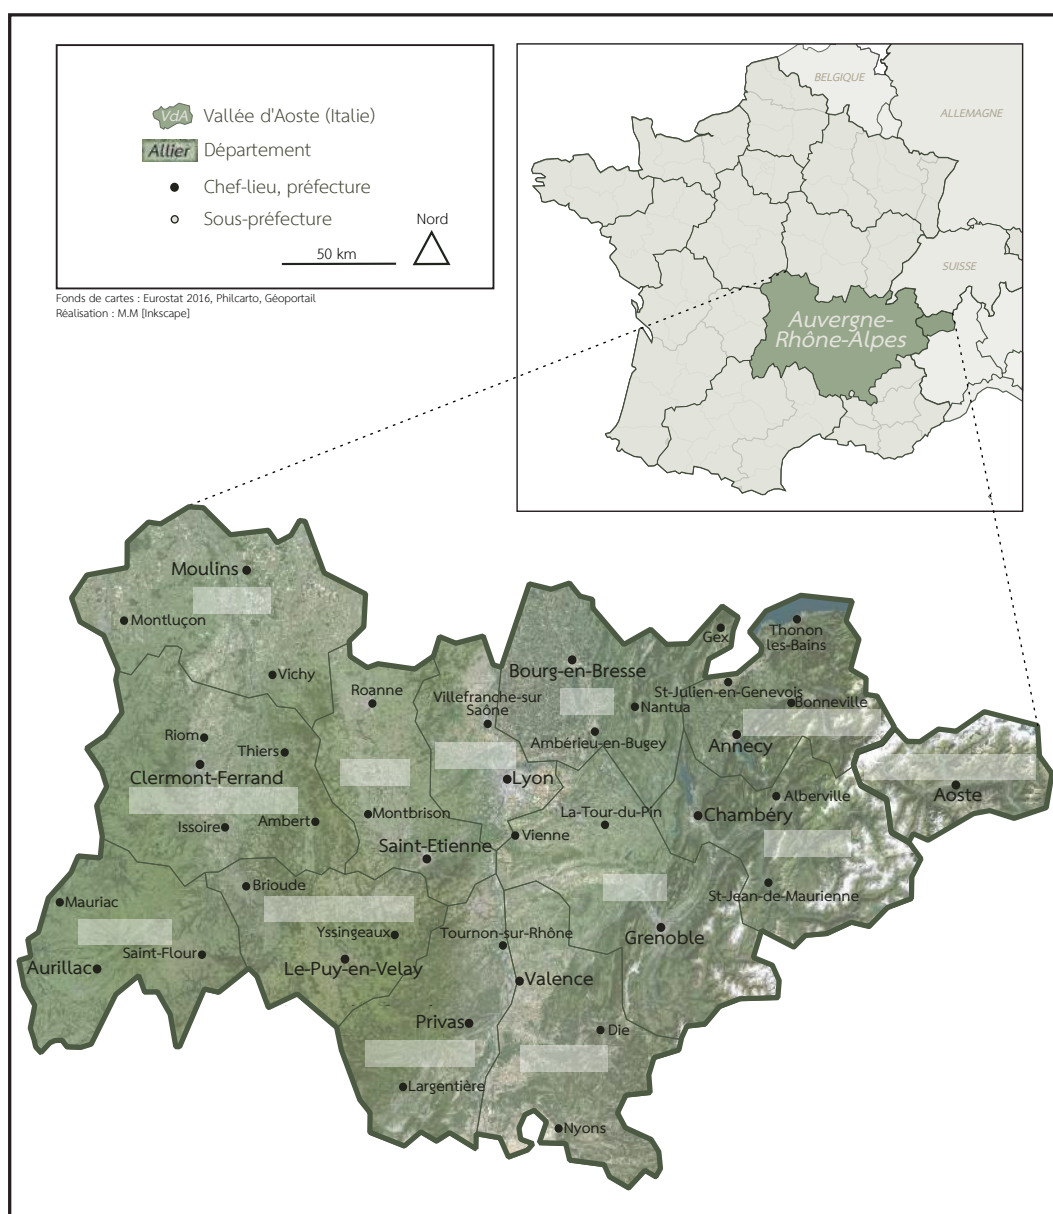 VdA Vallée d'Aoste (Italie)
Allier Département
Chef-lieu, préfecture
Sous-préfecture
Nord
50 km
Fonds de cartes : Eurostat 2016, Philcarto, Géoportail
Réalisation : M.M [Inkscape]
BELGIQUE
ALLEMAGNE
SUISSE
Auvergne-
Rhône-Alpes
Moulins
Montluçon
Vichy
Gex
Thonon
les-Bains
Bourg-en-Bresse
Roanne
Villefranche-sur
Saône
St-Julien-en-Genevois
Bonneville
Nantua
Riom
Thiers
Ambérieu-en-Bugey
Annecy
Clermont-Ferrand
Lyon
Alberville
Aoste
Issoire
Ambert
Montbrison
La-Tour-du-Pin
Chambéry
Vienne
Saint-Etienne
Brioude
St-Jean-de-Maurienne
Mauriac
Yssingeaux
Tournon-sur-Rhône
Grenoble
Saint-Flour
Aurillac
Le-Puy-en-Velay
Valence
Privas
Die
Largentière
Nyons